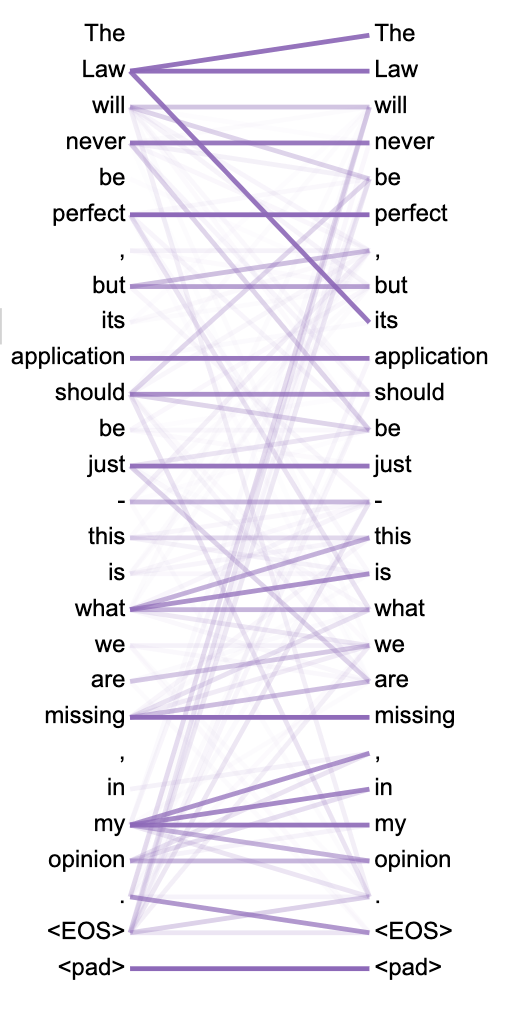 The The
Law Law
will will
never never
be be
perfect perfect
, ,
but but
its its
application application
should should
be be
just just
- -
this this
is is
what what
we we
are are
missing missing
, ,
in in
my my
opinion opinion
. .
<EOS> <EOS>
<pad> <pad>